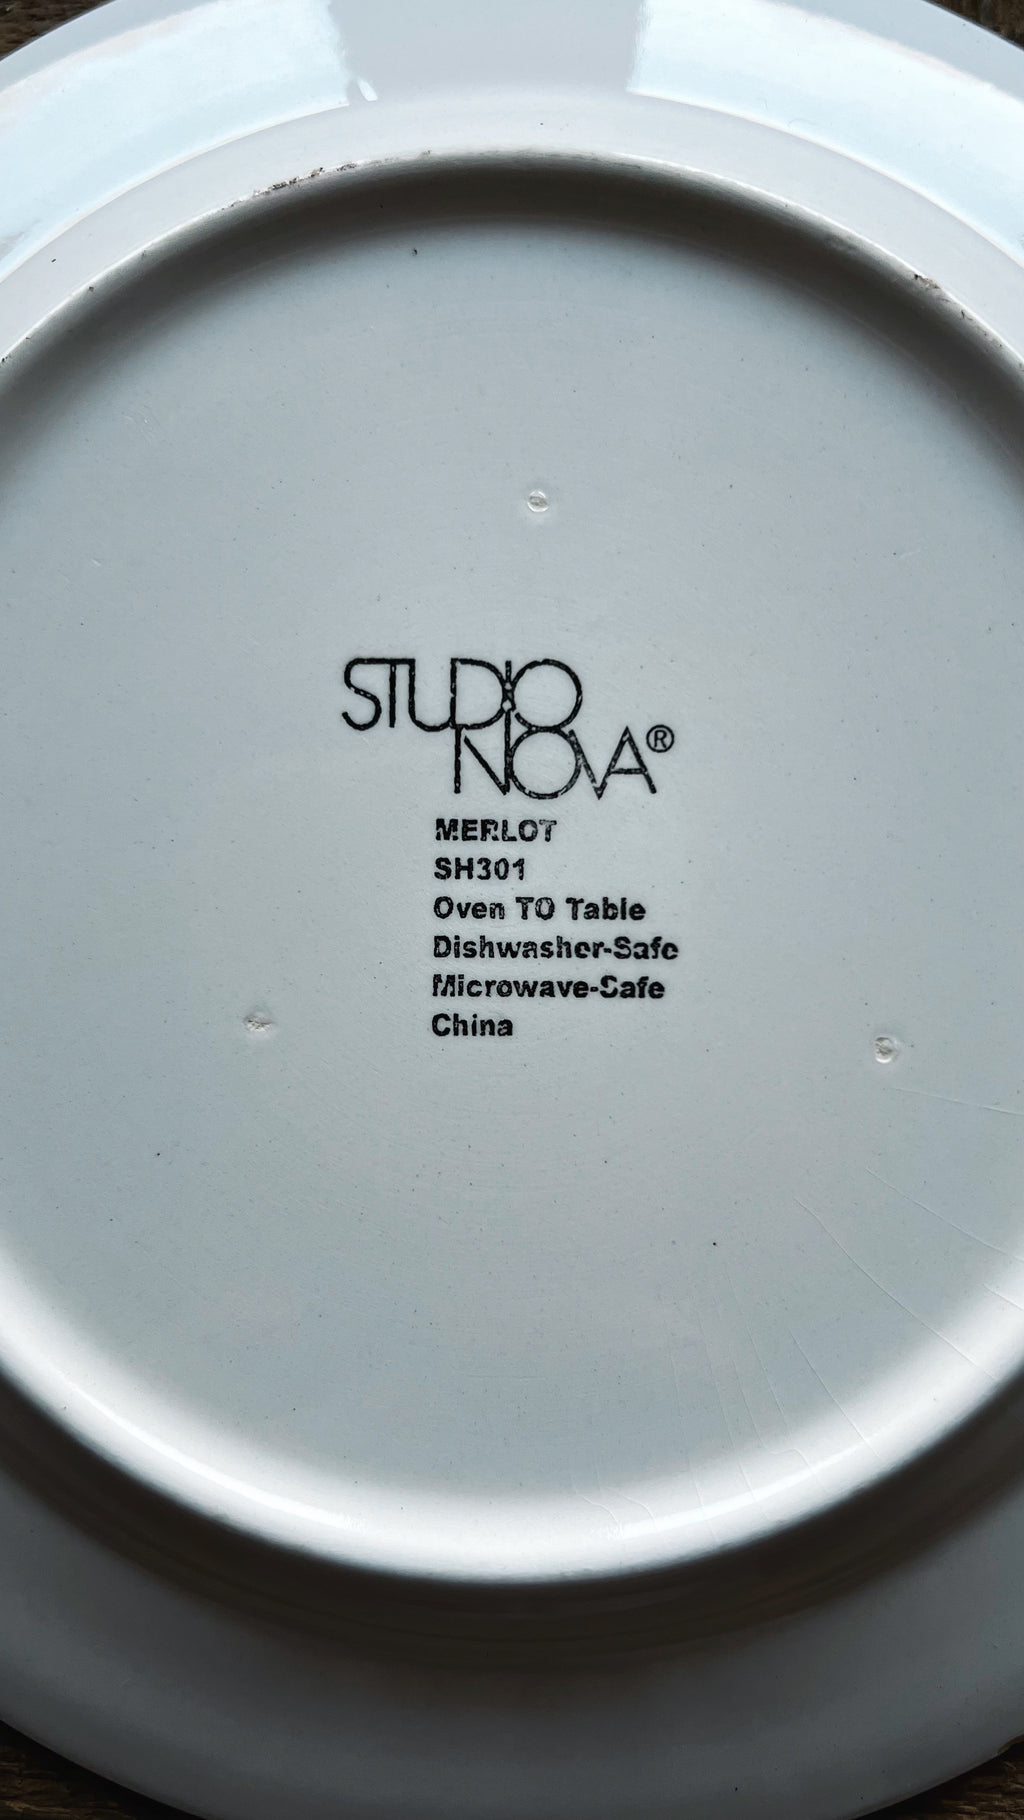 STUDIO
NOVA®
MERLOT
SH301
Oven TO Table
Dishwasher-Safe
Microwave-Safe
China